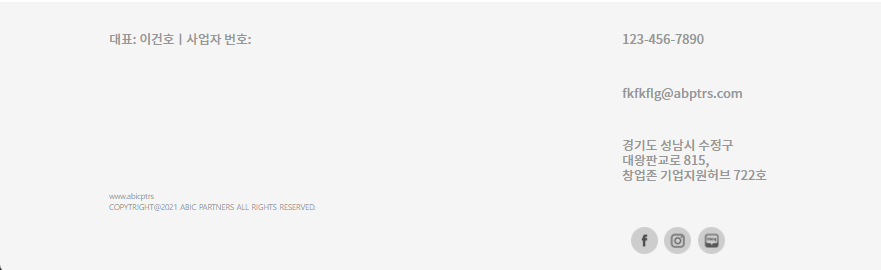 대표: 이건호 | 사업자 번호:
123-456-7890
fkfkflg@abptrs.com
경기도 성남시 수정구
대왕판교로 815,
창업존 기업지원허브 722호
www.abicptrs
COPYRIGHT@2021 ABIC PARTNERS ALL RIGHTS RESERVED.